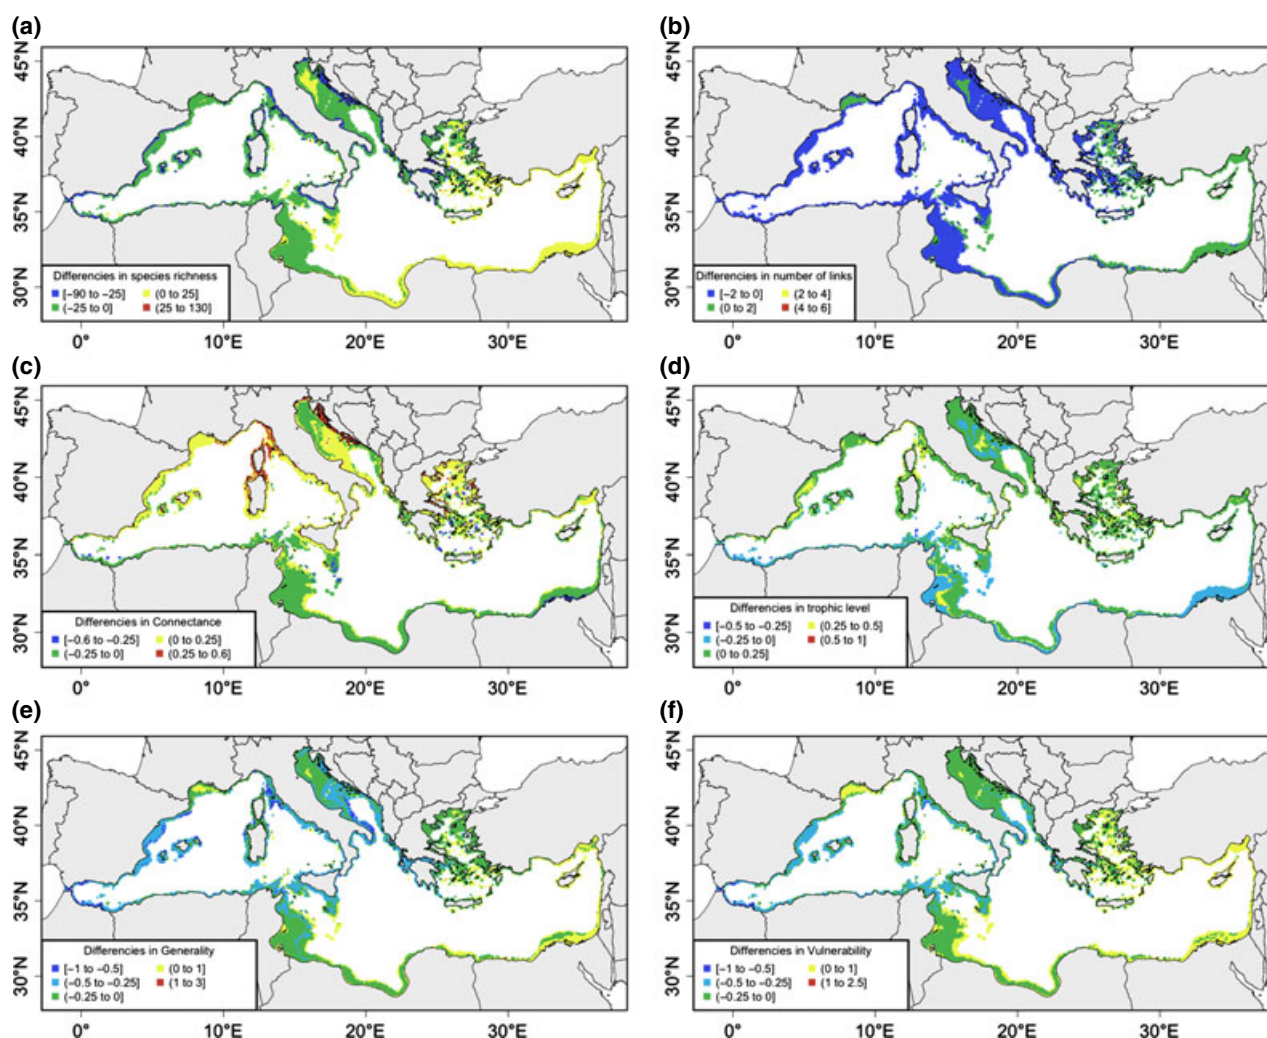 (a)
(b)
45°N
40°N
35°N
30°N
Differencies in species richness
[−90 to −25]
(0 to 25]
(−25 to 0]
(25 to 130]
0°
10°E
20°E
30°E
45°N
40°N
35°N
30°N
Differencies in number of links
[−2 to 0]
(2 to 4]
(0 to 2]
(4 to 6]
0°
10°E
20°E
30°E
(c)
(d)
45°N
40°N
35°N
30°N
Differencies in Connectance
[−0.6 to −0.25]
(0 to 0.25]
(−0.25 to 0]
(0.25 to 0.6]
0°
10°E
20°E
30°E
45°N
40°N
35°N
30°N
Differencies in trophic level
[−0.5 to −0.25]
(0.25 to 0.5]
(−0.25 to 0]
(0.5 to 1]
(0 to 0.25]
0°
10°E
20°E
30°E
(e)
(f)
45°N
40°N
35°N
30°N
Differencies in Generality
[−1 to −0.5]
(0 to 1]
(−0.5 to −0.25]
(1 to 3]
(−0.25 to 0]
0°
10°E
20°E
30°E
45°N
40°N
35°N
30°N
Differencies in Vulnerability
[−1 to −0.5]
(0 to 1]
(−0.5 to −0.25]
(1 to 2.5]
(−0.25 to 0]
0°
10°E
20°E
30°E